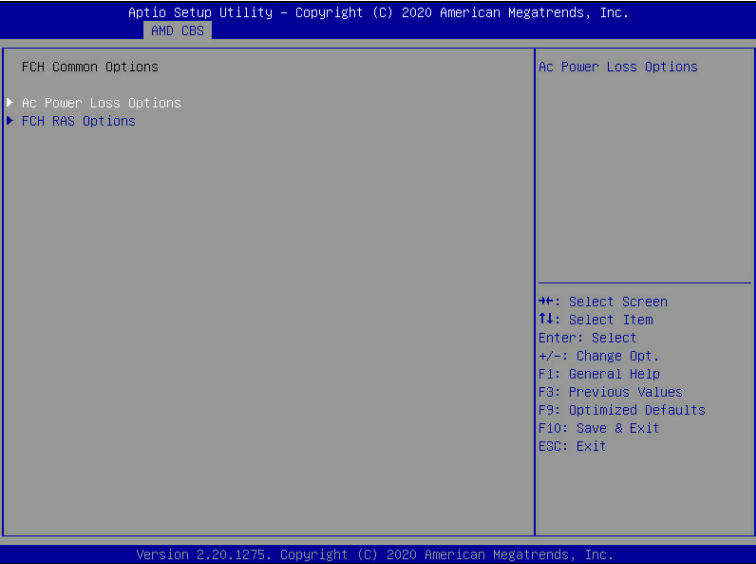 Aptio Setup Utility – Copyright (C) 2020 American Megatrends, Inc.
AMD CBS
FCH Common Options
Ac Power Loss Options
FCH RAS Options
Ac Power Loss Options
→←: Select Screen
↑↓: Select Item
Enter: Select
+/-: Change Opt.
F1: General Help
F3: Previous Values
F9: Optimized Defaults
F10: Save & Exit
ESC: Exit
Version 2.20.1275. Copyright (C) 2020 American Megatrends, Inc.